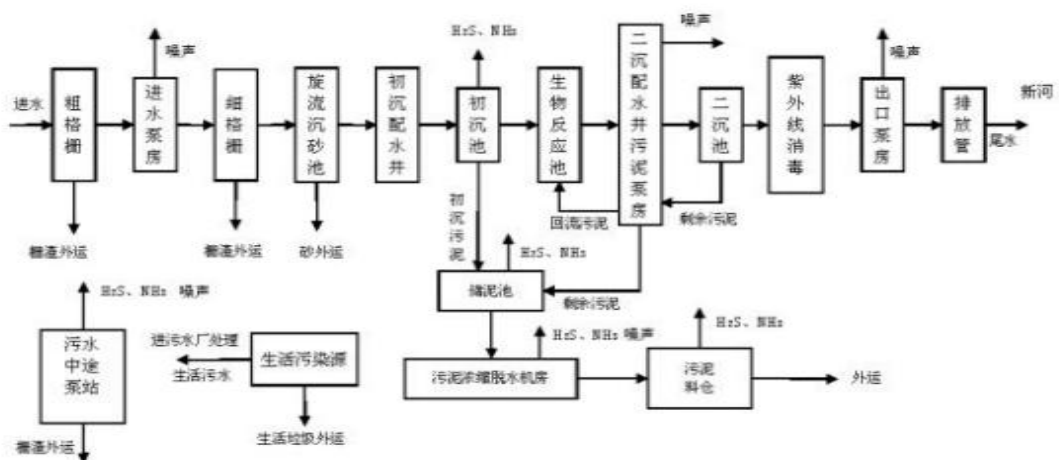 H₂S、NH₃
噪声
噪声
噪声
进水
粗格栅
进水泵房
细格栅
旋流沉砂池
初沉配水井
初沉池
生物反应池
二沉配水井污泥泵房
二沉池
紫外线消毒
出口泵房
排放管
新河
尾水
栅渣外运
栅渣外运
砂外运
初沉污泥
回流污泥
剩余污泥
H₂S、NH₃
储泥池
剩余污泥
H₂S、NH₃ 噪声
污水中途泵站
栅渣外运
进污水厂处理
生活污水
生活污染源
生活垃圾外运
H₂S、NH₃ 噪声
污泥浓缩脱水机房
H₂S、NH₃
污泥料仓
外运